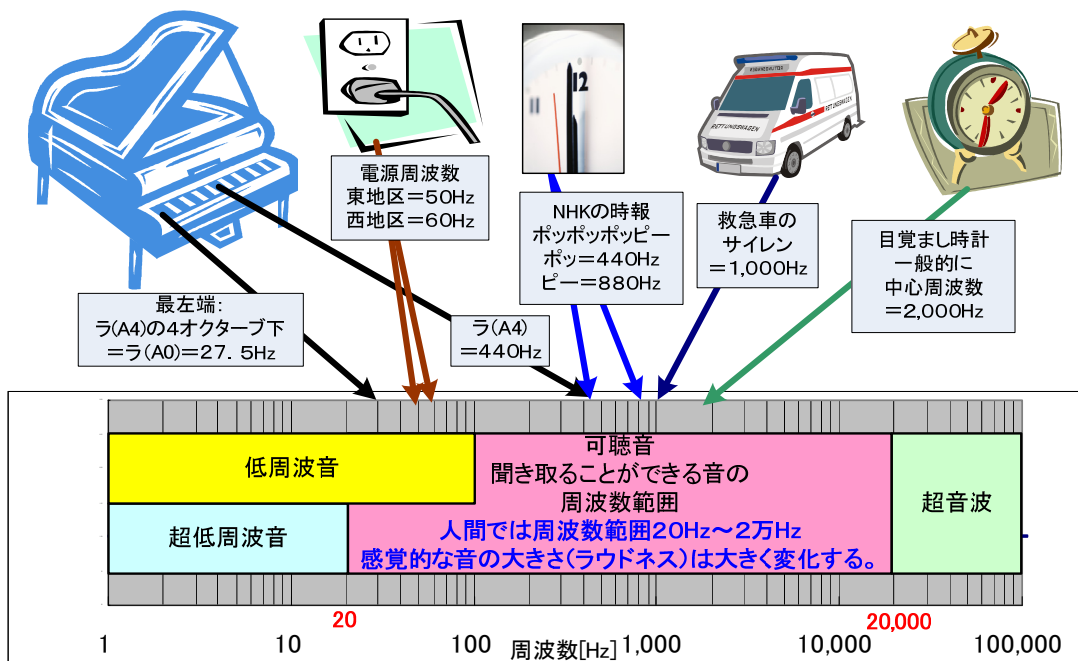 12
RETTUNGSWAGEN
RETTUNGSWAGEN
電源周波数
東地区＝50Hz
西地区＝60Hz
NHKの時報
ポッポッポッピー
ポッ＝440Hz
ピー＝880Hz
救急車の
サイレン
＝1,000Hz
目覚まし時計
一般的に
中心周波数
＝2,000Hz
最左端:
ラ(A4)の4オクターブ下
＝ラ(A0)＝27．5Hz
ラ(A4)
＝440Hz
低周波音
超低周波音
可聴音
聞き取ることができる音の
周波数範囲
人間では周波数範囲20Hz～2万Hz
感覚的な音の大きさ(ラウドネス)は大きく変化する。
超音波
20
20,000
1
10
100
1,000
10,000
100,000
周波数[Hz]